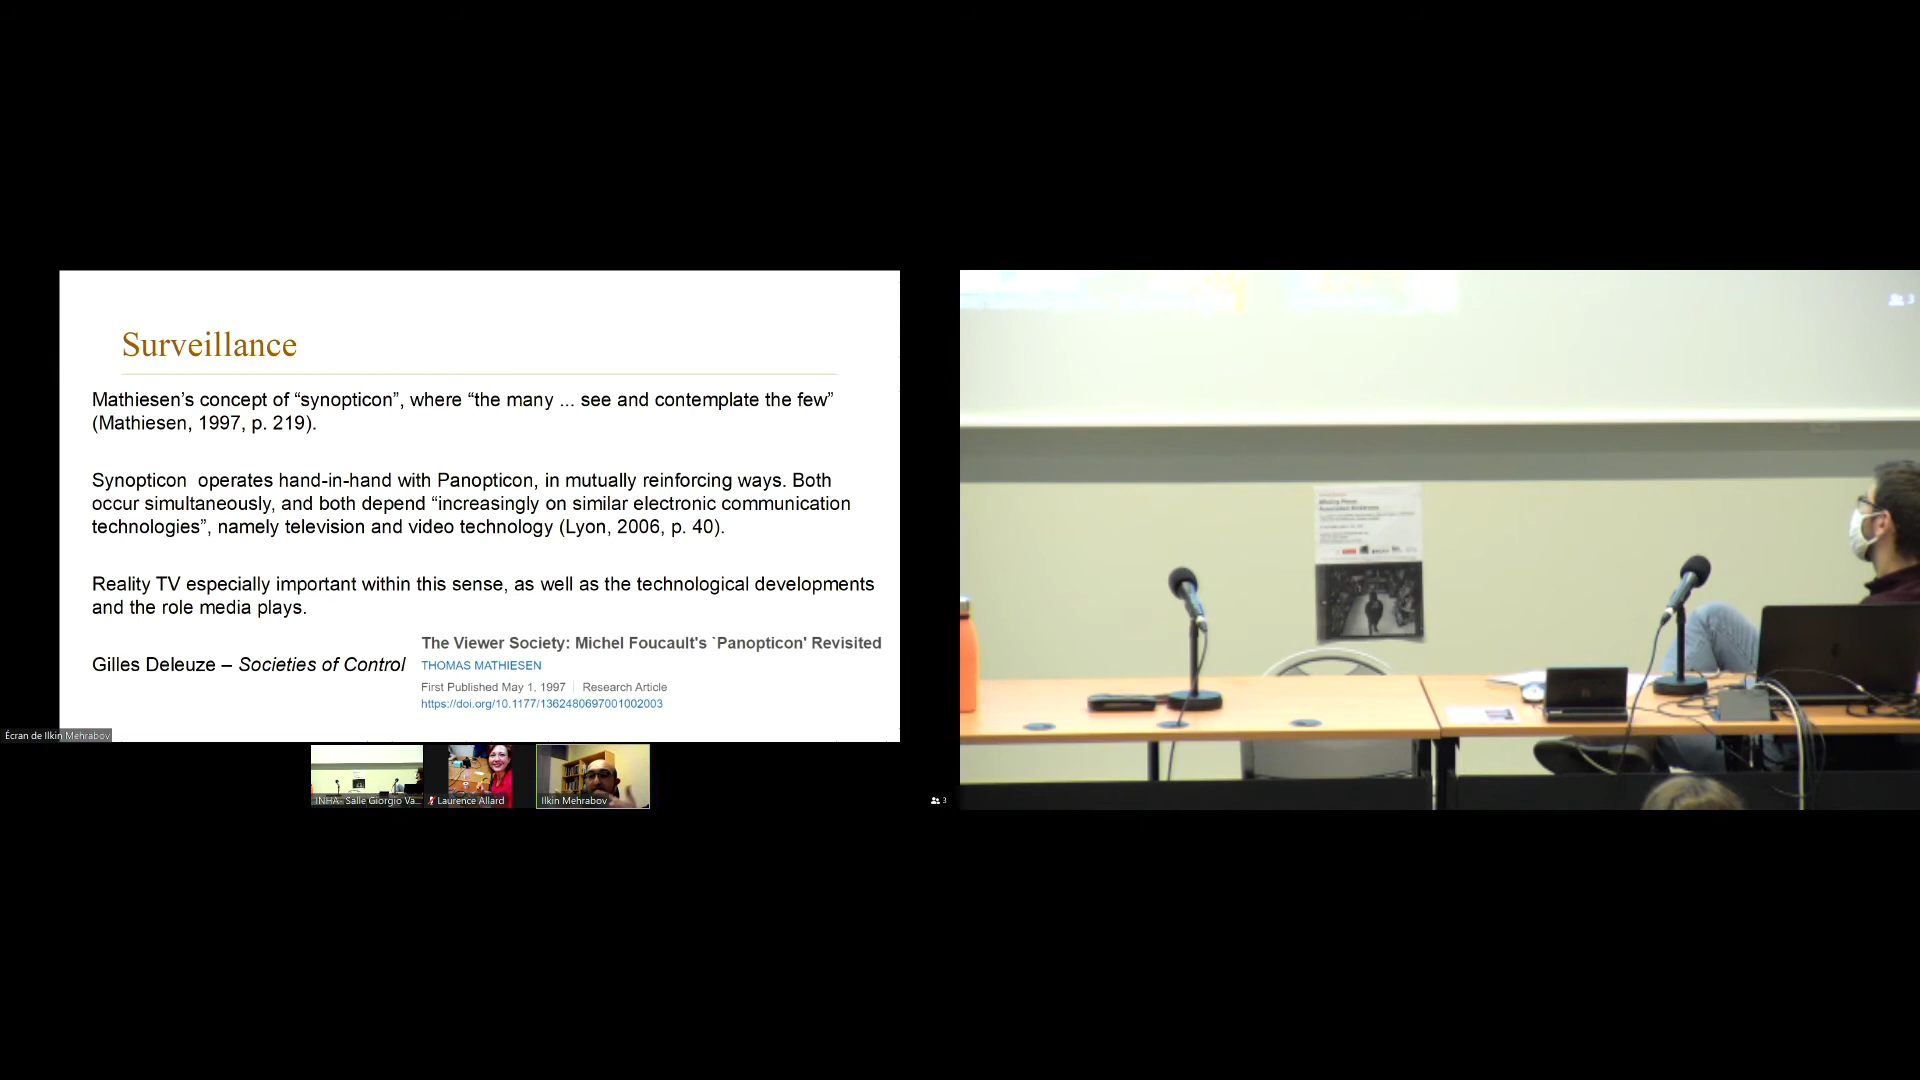 Surveillance
Mathiesen’s concept of “synopticon”, where “the many ... see and contemplate the few”
(Mathiesen, 1997, p. 219).
Synopticon  operates hand-in-hand with Panopticon, in mutually reinforcing ways. Both
occur simultaneously, and both depend “increasingly on similar electronic communication
technologies”, namely television and video technology (Lyon, 2006, p. 40).
Reality TV especially important within this sense, as well as the technological developments
and the role media plays.
Gilles Deleuze – Societies of Control
The Viewer Society: Michel Foucault's `Panopticon' Revisited
THOMAS MATHIESEN
First Published May 1, 1997 | Research Article
https://doi.org/10.1177/1362480697001002003
Écran de Ilkin Mehrabov
INHA- Salle Giorgio Va...
Laurence Allard
Ilkin Mehrabov
3
3